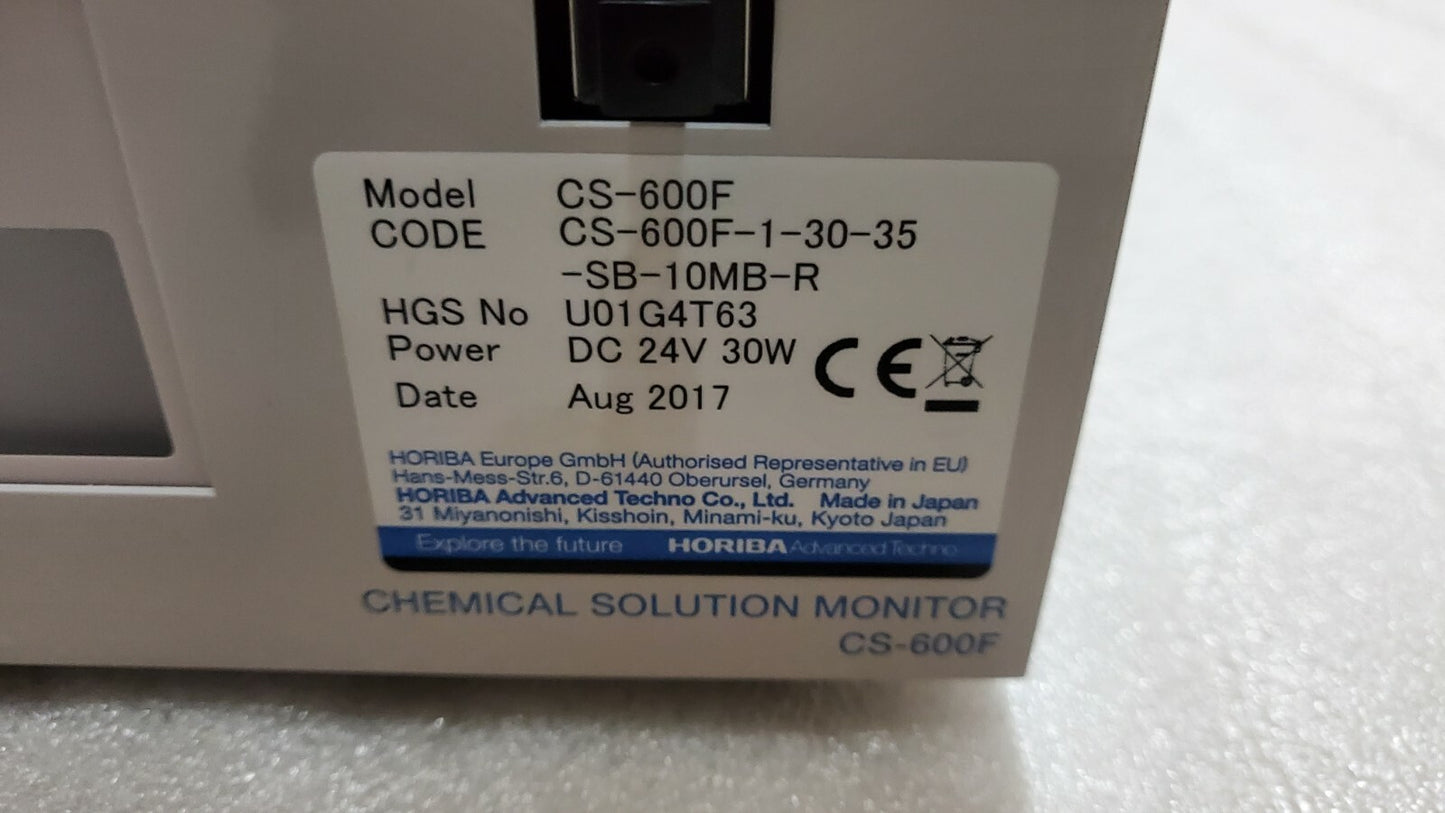 Model CS-600F
CODE CS-600F-1-30-35
-SB-10MB-R
HGS No U01G4T63
Power DC 24V 30W CE
Date Aug 2017
HORIBA Europe GmbH (Authorised Representative in EU)
Hans-Mess-Str.6, D-61440 Oberursel, Germany
HORIBA Advanced Techno Co., Ltd. Made in Japan
31 Miyanonishi, Kisshoin, Minami-ku, Kyoto Japan
Explore the future HORIBA Advanced Techno
CHEMICAL SOLUTION MONITOR
CS-600F